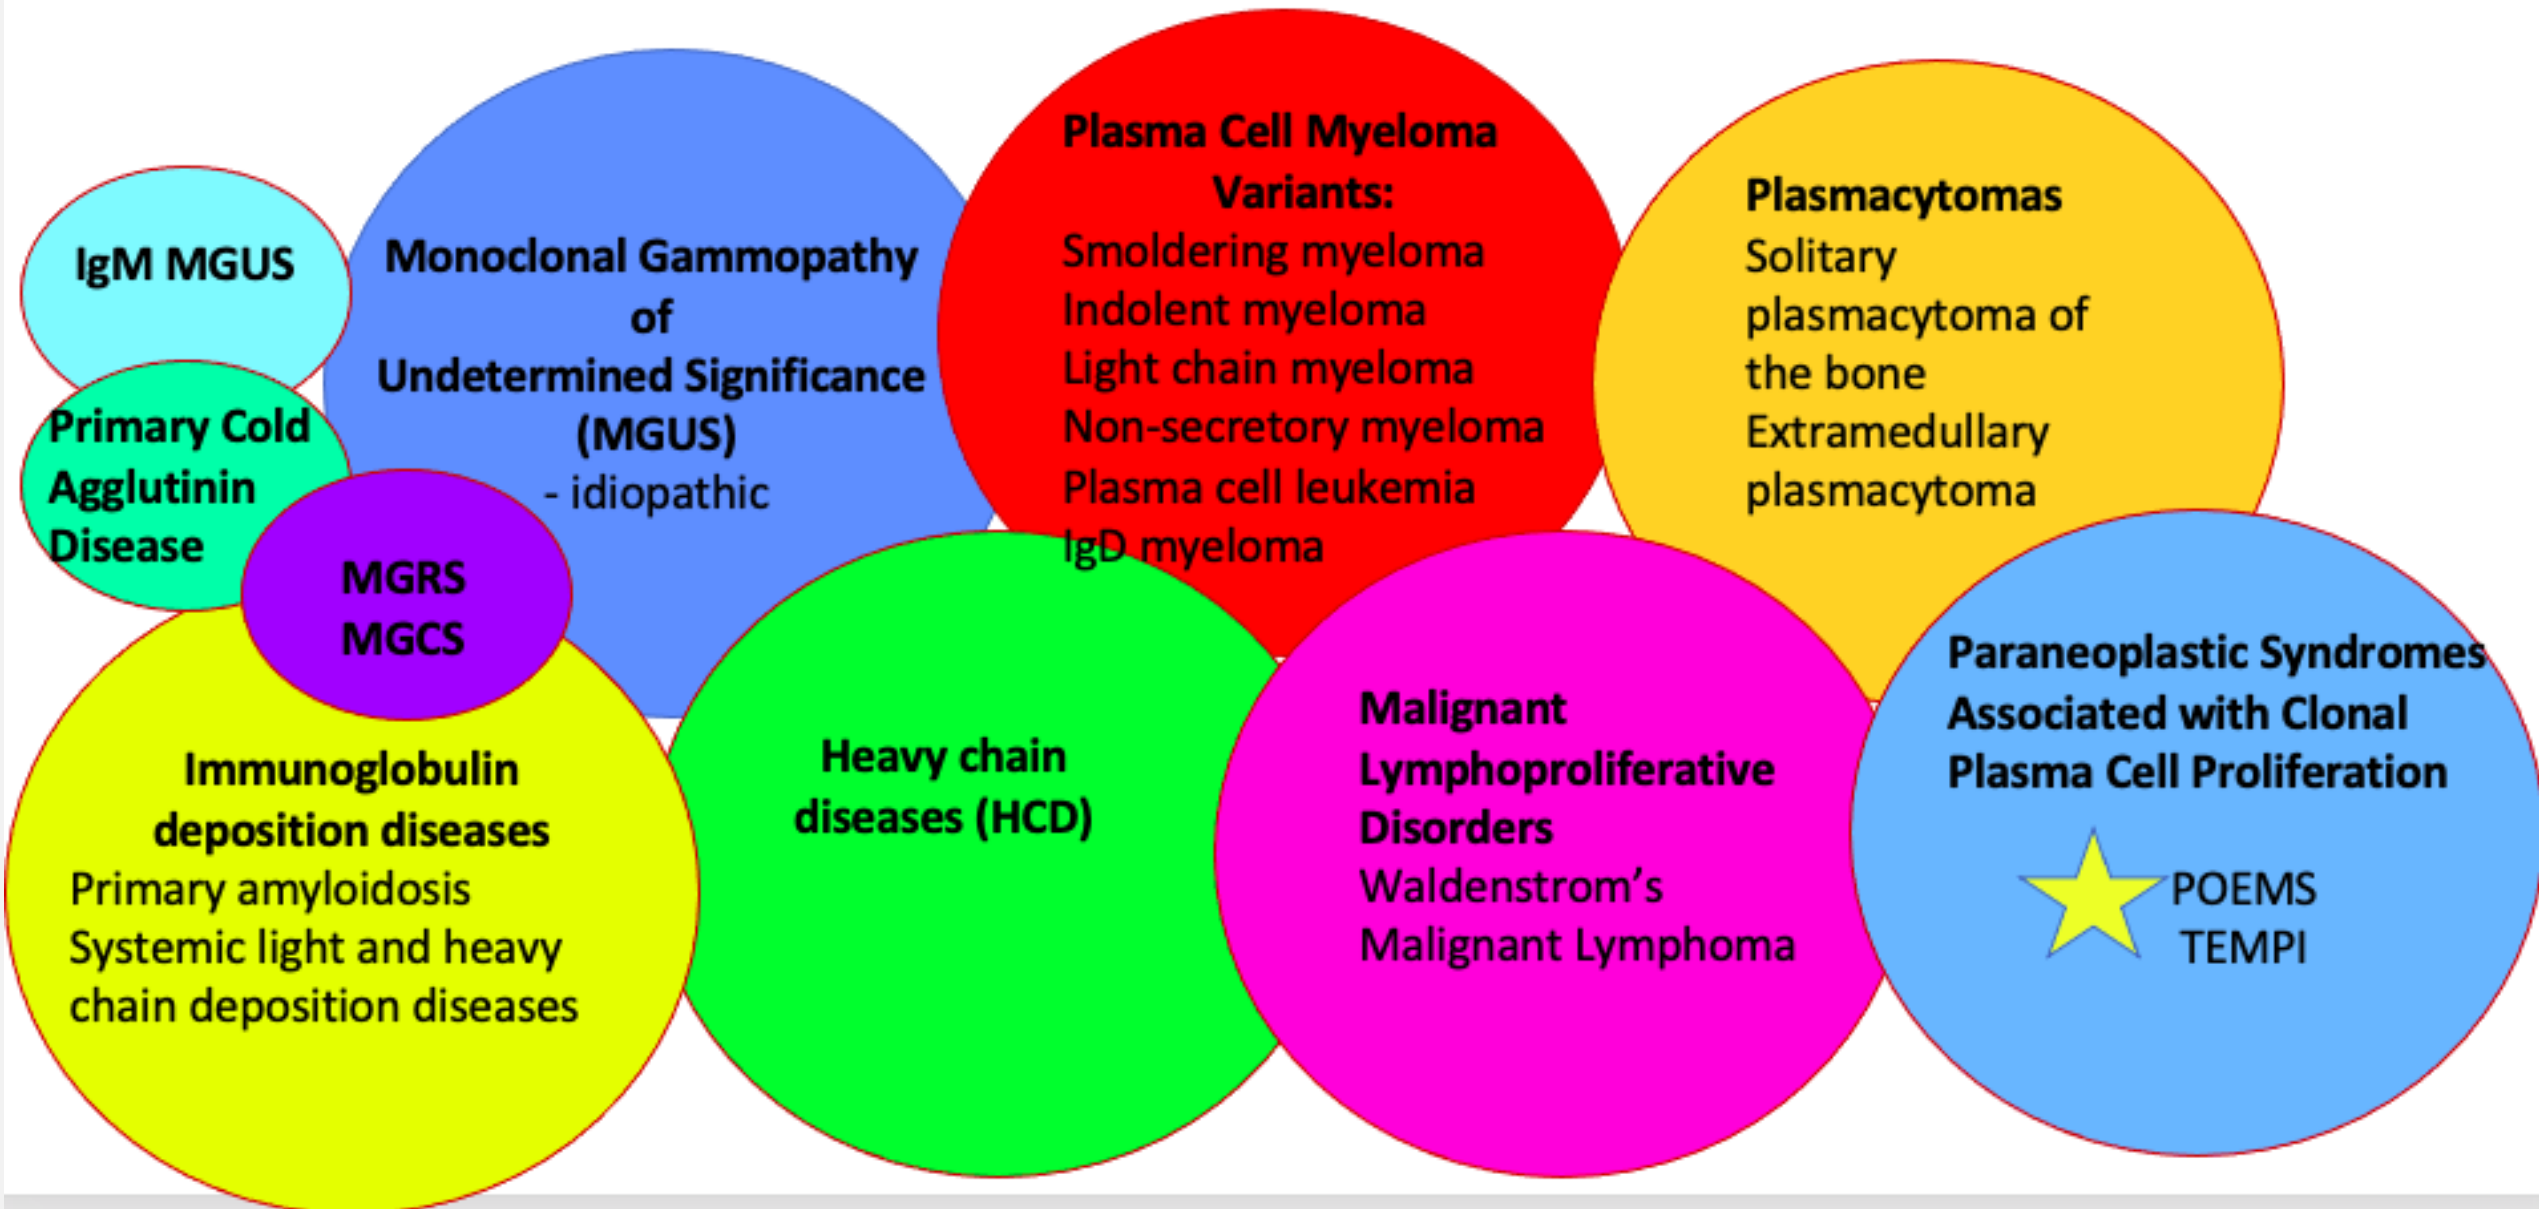 IgM MGUS
Primary Cold
Agglutinin
Disease
MGRS
MGCS
Monoclonal Gammopathy
of
Undetermined Significance
(MGUS)
- idiopathic
Plasma Cell Myeloma
Variants:
Smoldering myeloma
Indolent myeloma
Light chain myeloma
Non-secretory myeloma
Plasma cell leukemia
IgD myeloma
Plasmacytomas
Solitary
plasmacytoma of
the bone
Extramedullary
plasmacytoma
Immunoglobulin
deposition diseases
Primary amyloidosis
Systemic light and heavy
chain deposition diseases
Heavy chain
diseases (HCD)
Malignant
Lymphoproliferative
Disorders
Waldenstrom’s
Malignant Lymphoma
Paraneoplastic Syndromes
Associated with Clonal
Plasma Cell Proliferation
POEMS
TEMPI